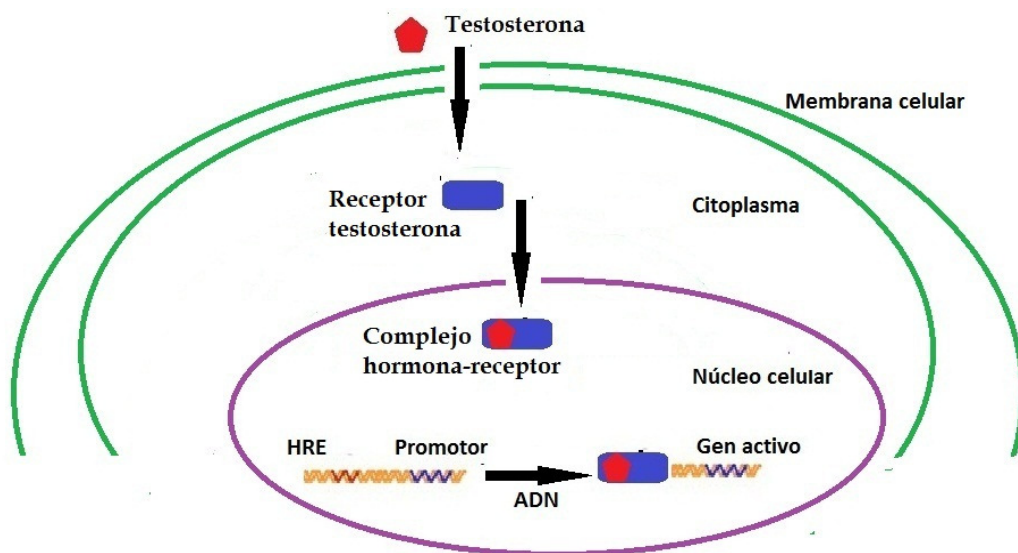 Testosterona
Membrana celular
Receptor
testosterona
Citoplasma
Complejo
hormona-receptor
Núcleo celular
HRE
Promotor
Gen activo
ADN